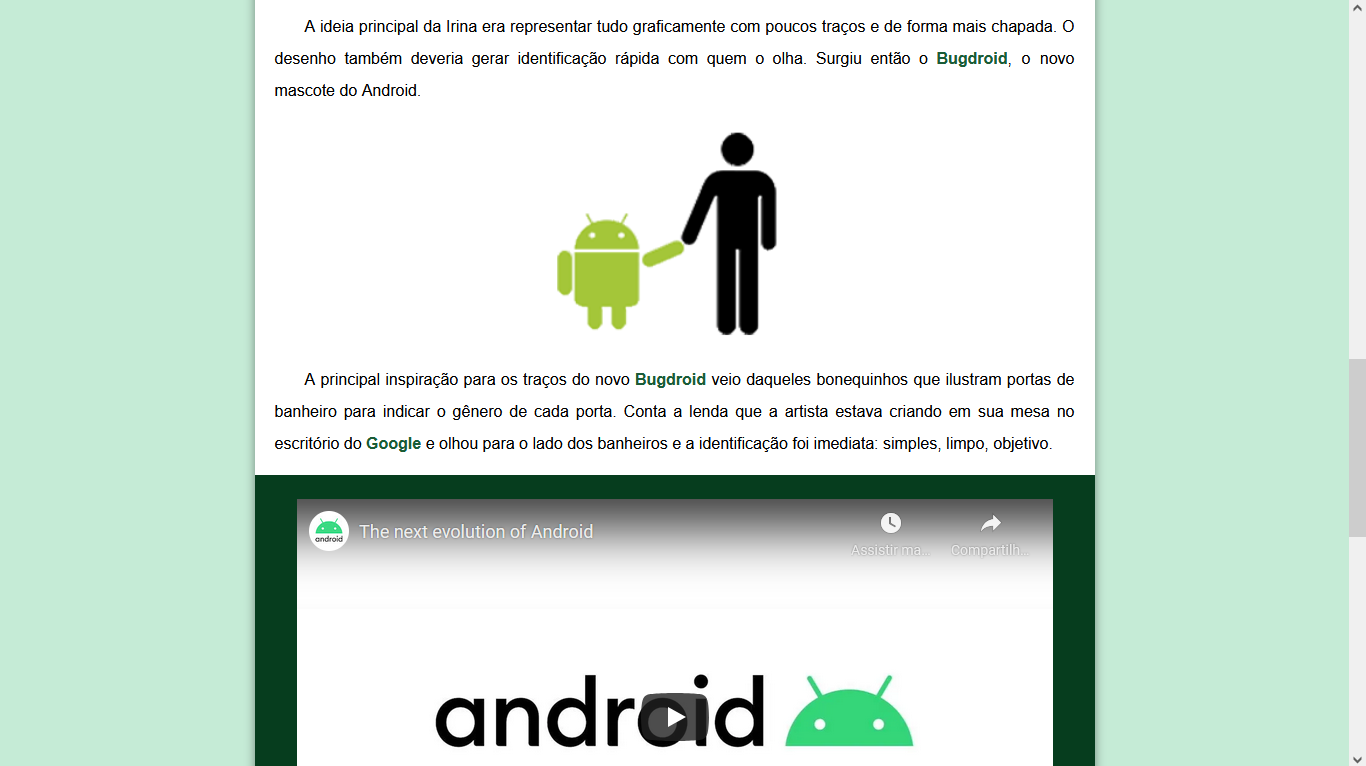 A ideia principal da Irina era representar tudo graficamente com poucos traços e de forma mais chapada. O
desenho também deveria gerar identificação rápida com quem o olha. Surgiu então o Bugdroid, o novo
mascote do Android.
A principal inspiração para os traços do novo Bugdroid veio daqueles bonequinhos que ilustram portas de
banheiro para indicar o gênero de cada porta. Conta a lenda que a artista estava criando em sua mesa no
escritório do Google e olhou para o lado dos banheiros e a identificação foi imediata: simples, limpo, objetivo.
android
The next evolution of Android
Assistir ma...
Compartilh...
android